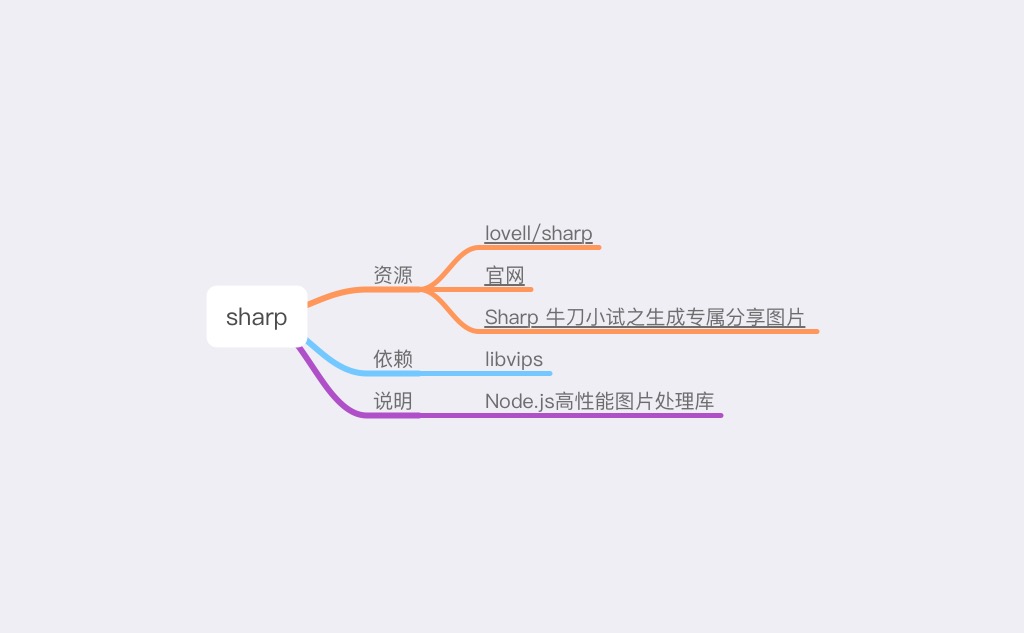 sharp
资源
lovell/sharp
官网
Sharp 牛刀小试之生成专属分享图片
依赖
libvips
说明
Node.js高性能图片处理库